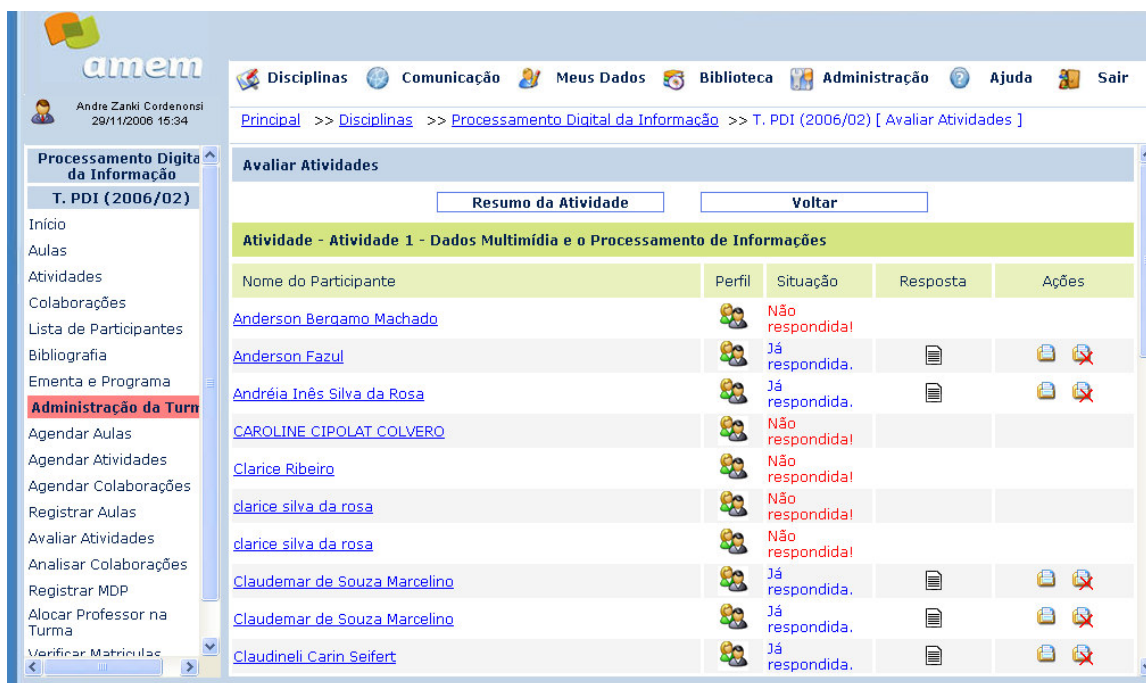 amem
Disciplinas Comunicação Meus Dados Biblioteca Administração Ajuda Sair
Andre Zanki Cordenonsi
29/11/2006 15:34
Principal >> Disciplinas >> Processamento Digital da Informação >> T. PDI (2006/02) [ Avaliar Atividades ]
Processamento Digita
da Informação
T. PDI (2006/02)
Início
Aulas
Atividades
Colaborações
Lista de Participantes
Bibliografia
Ementa e Programa
Administração da Turm
Agendar Aulas
Agendar Atividades
Agendar Colaborações
Registrar Aulas
Avaliar Atividades
Analisar Colaborações
Registrar MDP
Alocar Professor na
Turma
Verificar Matriculas
Avaliar Atividades
Resumo da Atividade Voltar
Atividade - Atividade 1 - Dados Multimídia e o Processamento de Informações
Nome do Participante Perfil Situação Resposta Ações
Anderson Bergamo Machado Não
respondida!
Anderson Fazul Já
respondida.
Andréia Inês Silva da Rosa Já
respondida.
CAROLINE CIPOLAT COLVERO Não
respondida!
Clarice Ribeiro Não
respondida!
clarice silva da rosa Não
respondida!
clarice silva da rosa Não
respondida!
Claudemar de Souza Marcelino Já
respondida.
Claudemar de Souza Marcelino Já
respondida.
Claudineli Carin Seifert Já
respondida.